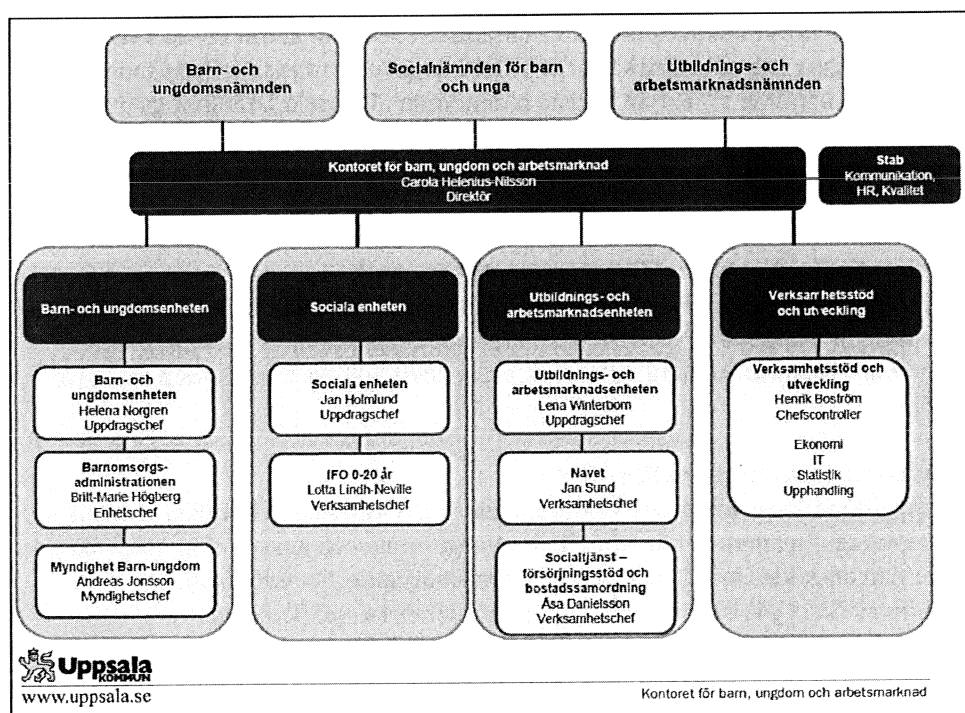 Barn- och
ungdomsnämnden
Socialnämnden för barn
och unga
Utbildnings- och
arbetsmarknadsnämnden
Kontoret för barn, ungdom och arbetsmarknad
Carola Helenius-Nilsson
Direktör
Stab
Kommunikation,
HR, Kvalitet
Barn- och ungdomsenheten
Barn- och
ungdomsenheten
Helena Norgren
Uppdragschef
Barnomsorgs-
administrationen
Britt-Marie Högberg
Enhetschef
Myndighet Barn-ungdom
Andreas Jonsson
Myndighetschef
Sociala enheten
Sociala enheten
Jan Holmlund
Uppdragschef
IFO 0-20 år
Lotta Lindh-Neville
Verksamhetschef
Utbildnings- och
arbetsmarknadsenheten
Utbildnings- och
arbetsmarknadsenheten
Lena Winterbom
Uppdragschef
Navet
Jan Sund
Verksamhetschef
Socialtjänst –
försörjningsstöd och
bostadssamordning
Åsa Danielsson
Verksamhetschef
Verksamhetsstöd
och utveckling
Verksamhetsstöd och
utveckling
Henrik Boström
Chefscontroller
Ekonomi
IT
Statistik
Upphandling
Uppsala
KOMMUN
www.uppsala.se
Kontoret för barn, ungdom och arbetsmarknad